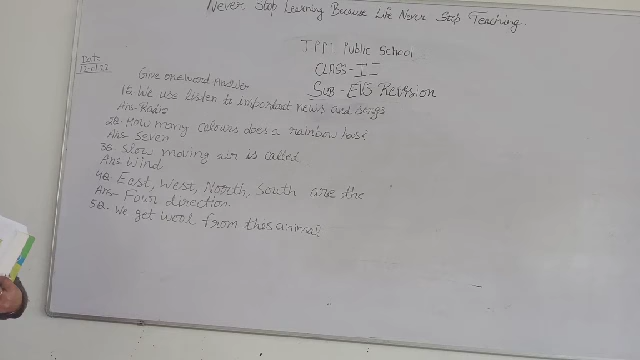 Never Stop Learning Because Life Never Stop Teaching.
TPM Public School
CLASS-II
Sub - EVS Revision
Date
Give one word Answer
1Q. We use listen to important news and songs
Ans- Radio
2Q. How many colours does a rainbow have
Ans- Seven
3Q. Slow moving air is called
Ans- Wind
4Q. East, West, North, South are the
Ans- Four direction
5Q. We get wool from thes animal